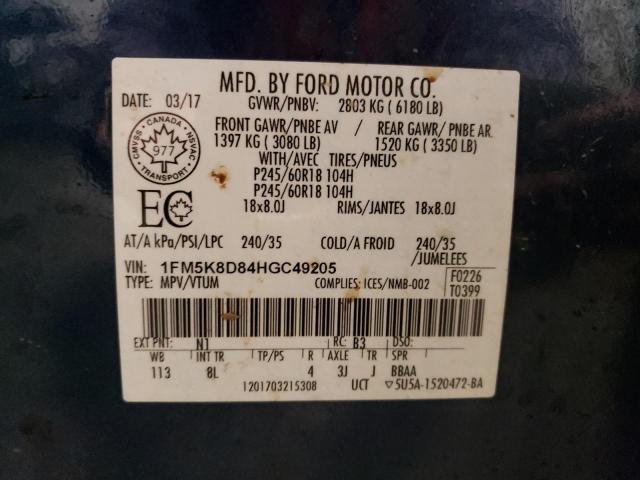 MFD. BY FORD MOTOR CO.
DATE: 03/17 GVWR/PNBV: 2803 KG ( 6180 LB)
FRONT GAWR/PNBE AV / REAR GAWR/ PNBE AR
1397 KG ( 3080 LB) 1520 KG ( 3350 LB)
WITH/AVEC TIRES/PNEUS
P245/60R18 104H
P245/60R18 104H
18x8.0J RIMS/JANTES 18x8.0J
CMVSS · CANADA · NSVAC
977
TRANSPORT
EC
AT/A kPa/PSI/LPC 240/35 COLD/A FROID 240/35
/JUMELEES
VIN: 1FM5K8D84HGC49205 F0226
TYPE: MPV/VTUM COMPLIES: ICES/NMB-002 T0399
EXT PNT: N1 RC: B3 DSO:
WB INT TR TP/PS R AXLE TR SPR
113 8L 4 3J J BBAA
1201703215308 UCT ▽5U5A-1520472-BA